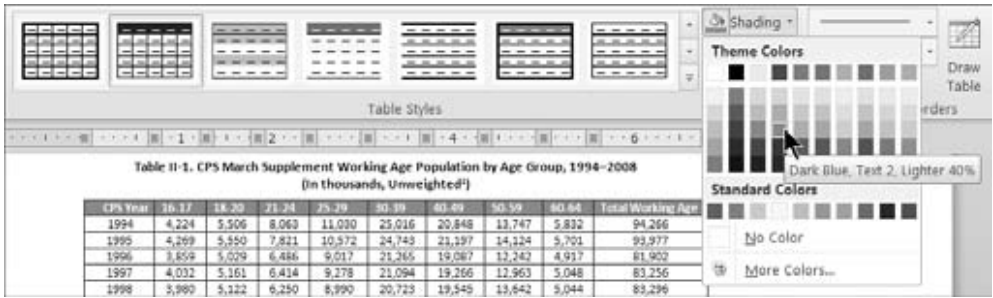 Shading
Theme Colors
Draw
Table
Table Styles
1 2 4 6
Table II-1. CPS March Supplement Working Age Population by Age Group, 1994–2008
(In thousands, Unweighted²)
Dark Blue, Text 2, Lighter 40%
Standard Colors
CPS Year 16-17 18-20 21-24 25-29 30-39 40-49 50-59 60-64 Total Working Age
1994 4,224 5,506 8,063 11,030 25,016 20,848 13,747 5,832 94,266
1995 4,269 5,550 7,821 10,572 24,743 21,197 14,124 5,701 93,977
1996 3,859 5,029 6,486 9,017 21,265 19,087 12,242 4,917 81,902
1997 4,032 5,161 6,414 9,278 21,094 19,266 12,963 5,048 83,256
1998 3,980 5,122 6,250 8,990 20,723 19,545 13,642 5,044 83,296
No Color
More Colors...